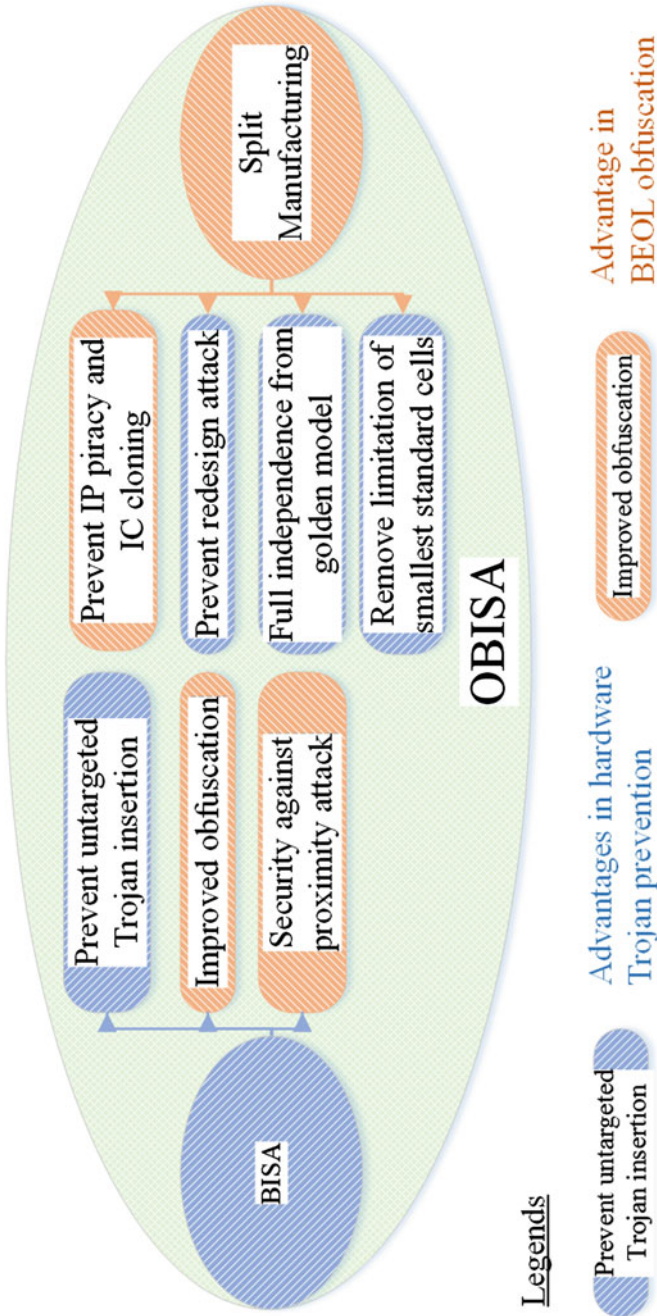 BISA
Prevent untargeted
Trojan insertion
Improved obfuscation
Security against
proximity attack
Prevent IP piracy and
IC cloning
Prevent redesign attack
Full independence from
golden model
Remove limitation of
smallest standard cells
Split
Manufacturing
OBISA
Legends
Prevent untargeted
Trojan insertion
Advantages in hardware
Trojan prevention
Improved obfuscation
Advantage in
BEOL obfuscation